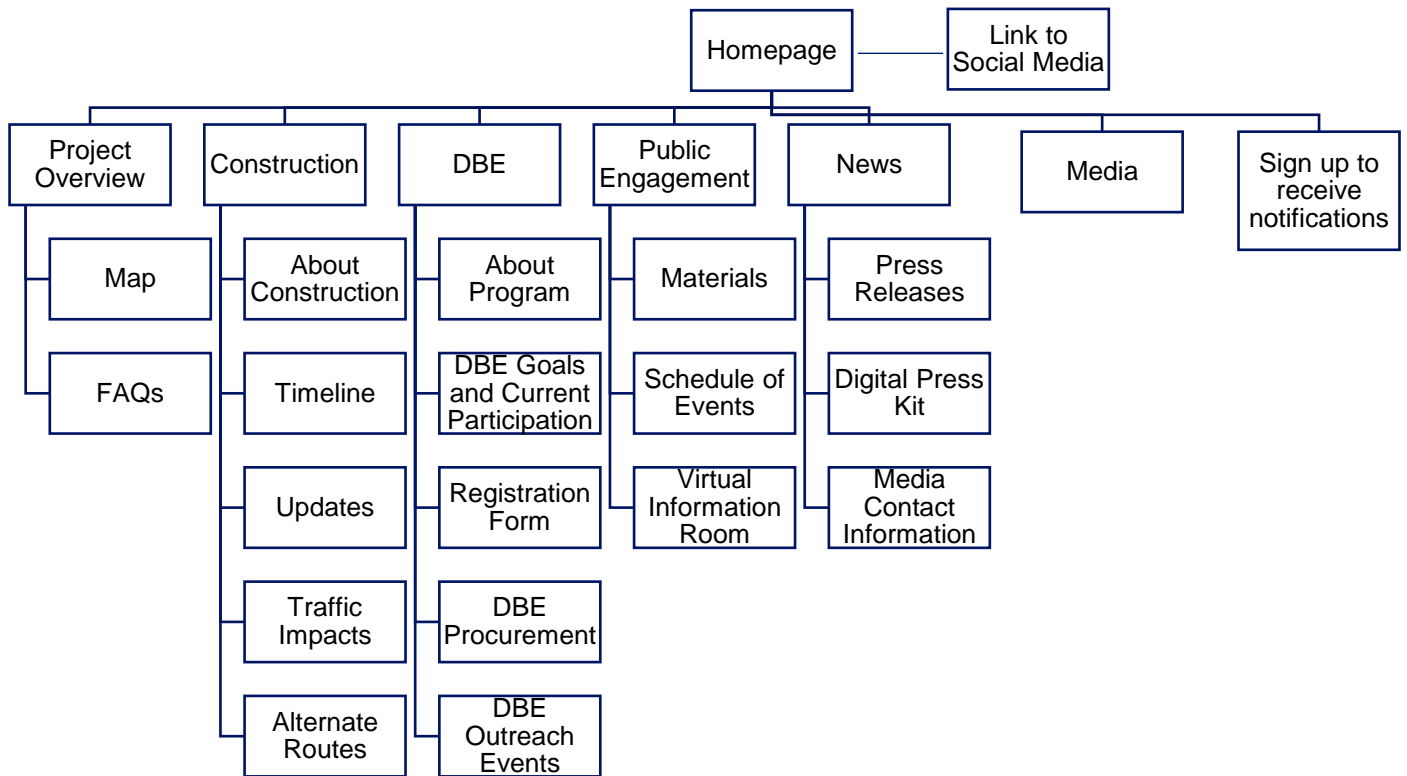 Homepage
Link to
Social Media
Project
Overview
Construction
DBE
Public
Engagement
News
Media
Sign up to
receive
notifications
Map
FAQs
About
Construction
Timeline
Updates
Traffic
Impacts
Alternate
Routes
About
Program
DBE Goals
and Current
Participation
Registration
Form
DBE
Procurement
DBE
Outreach
Events
Materials
Schedule of
Events
Virtual
Information
Room
Press
Releases
Digital Press
Kit
Media
Contact
Information